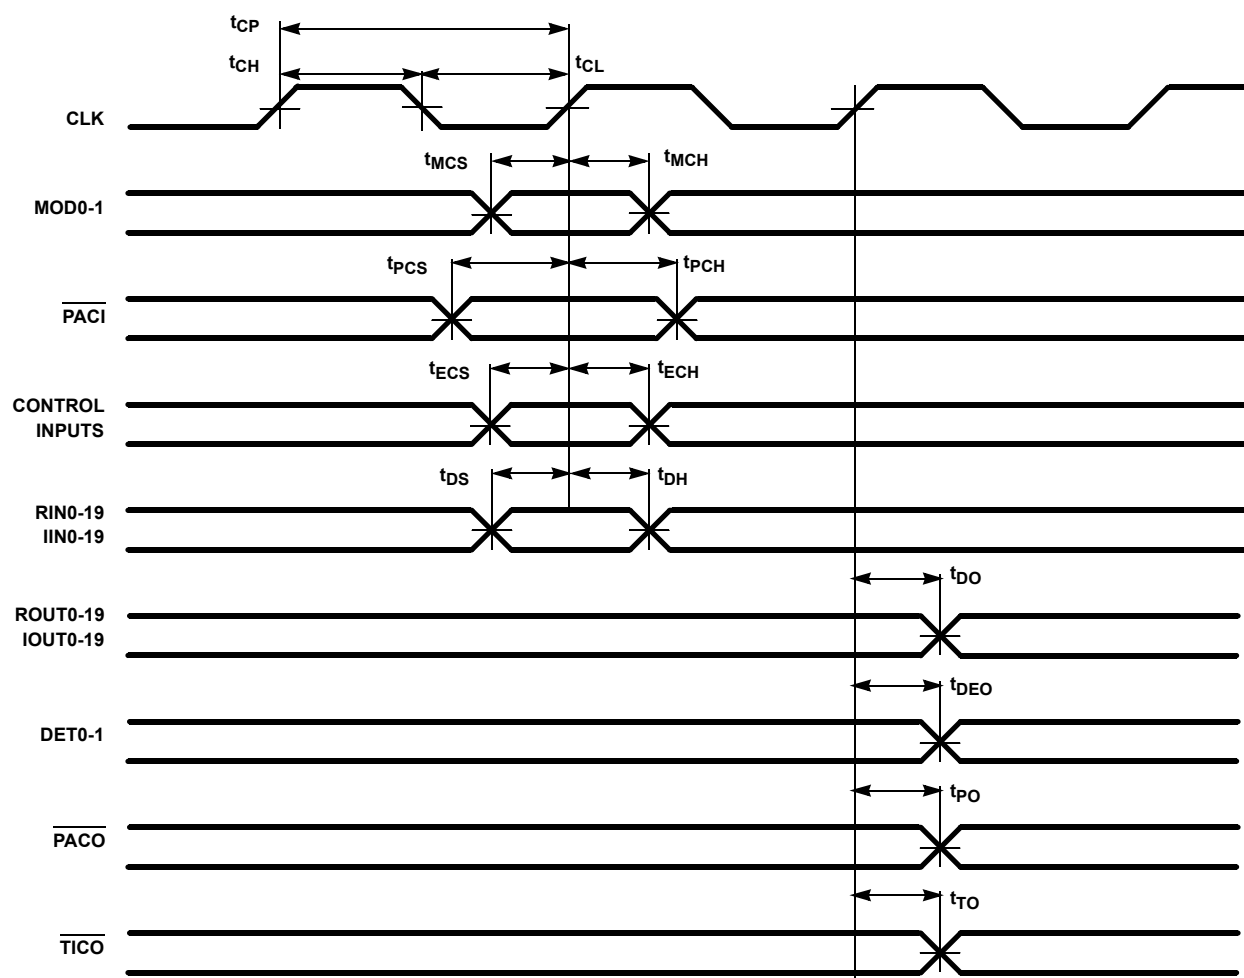 tCP
tCH
tCL
CLK
tMCS
tMCH
MOD0-1
tPCS
tPCH
PACI
tECS
tECH
CONTROL
INPUTS
tDS
tDH
RIN0-19
IIN0-19
tDO
ROUT0-19
IOUT0-19
tDEO
DET0-1
tPO
PACO
tTO
TICO